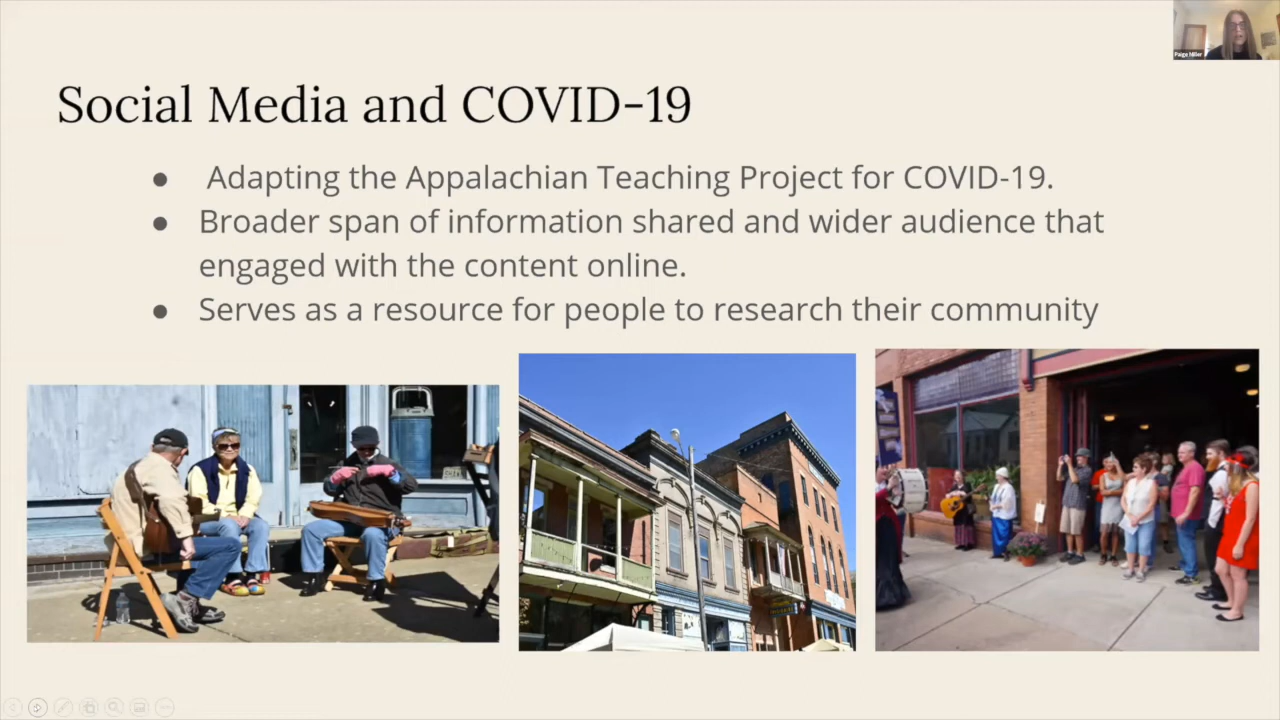 Paige Miller
Social Media and COVID-19
● Adapting the Appalachian Teaching Project for COVID-19.
● Broader span of information shared and wider audience that
engaged with the content online.
● Serves as a resource for people to research their community